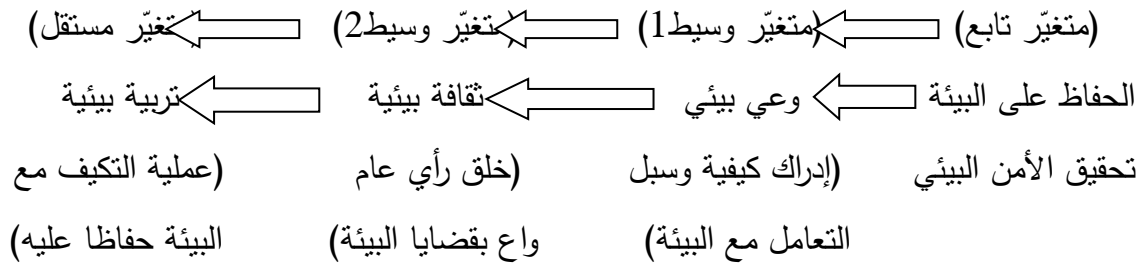 (متغيّر تابع) (متغيّر وسيط1) (متغيّر وسيط2) (متغيّر مستقل)
الحفاظ على البيئة وعي بيئي ثقافة بيئية تربية بيئية
تحقيق الأمن البيئي (إدراك كيفية وسبل (خلق رأي عام (عملية التكيف مع
التعامل مع البيئة) واع بقضايا البيئة) البيئة حفاظا عليه)